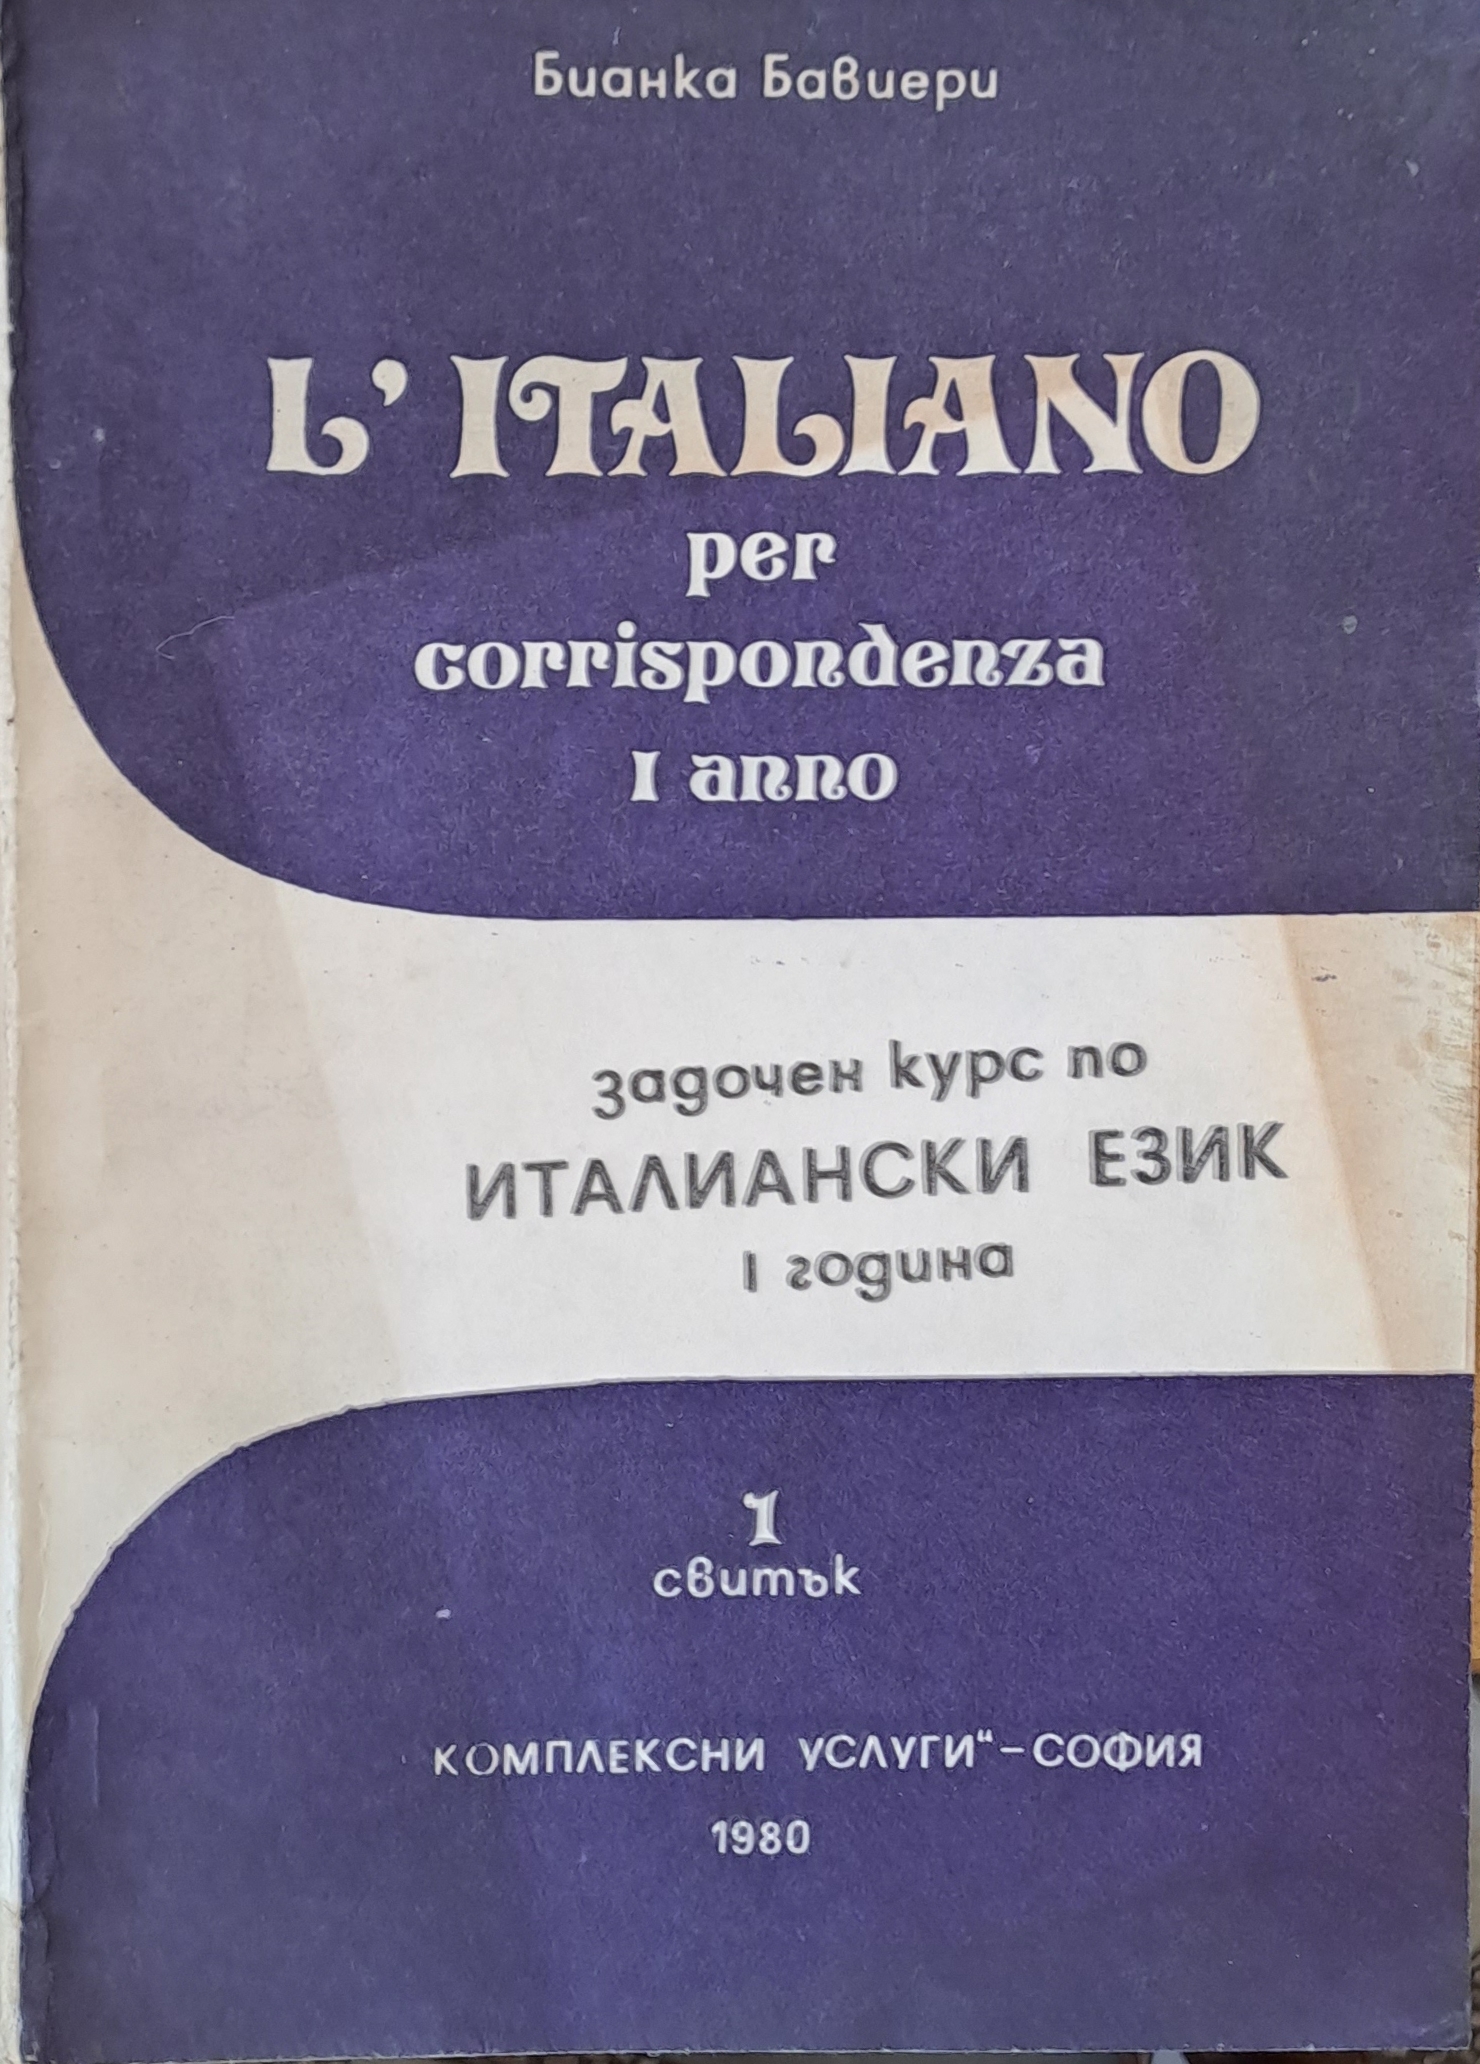 Бианка Бавиери
L'ITALIANO
per
corrispondenza
I anno
задочен курс по
ИТАЛИАНСКИ ЕЗИК
I година
1
свитък
КОМПЛЕКСНИ УСЛУГИ“–СОФИЯ
1980